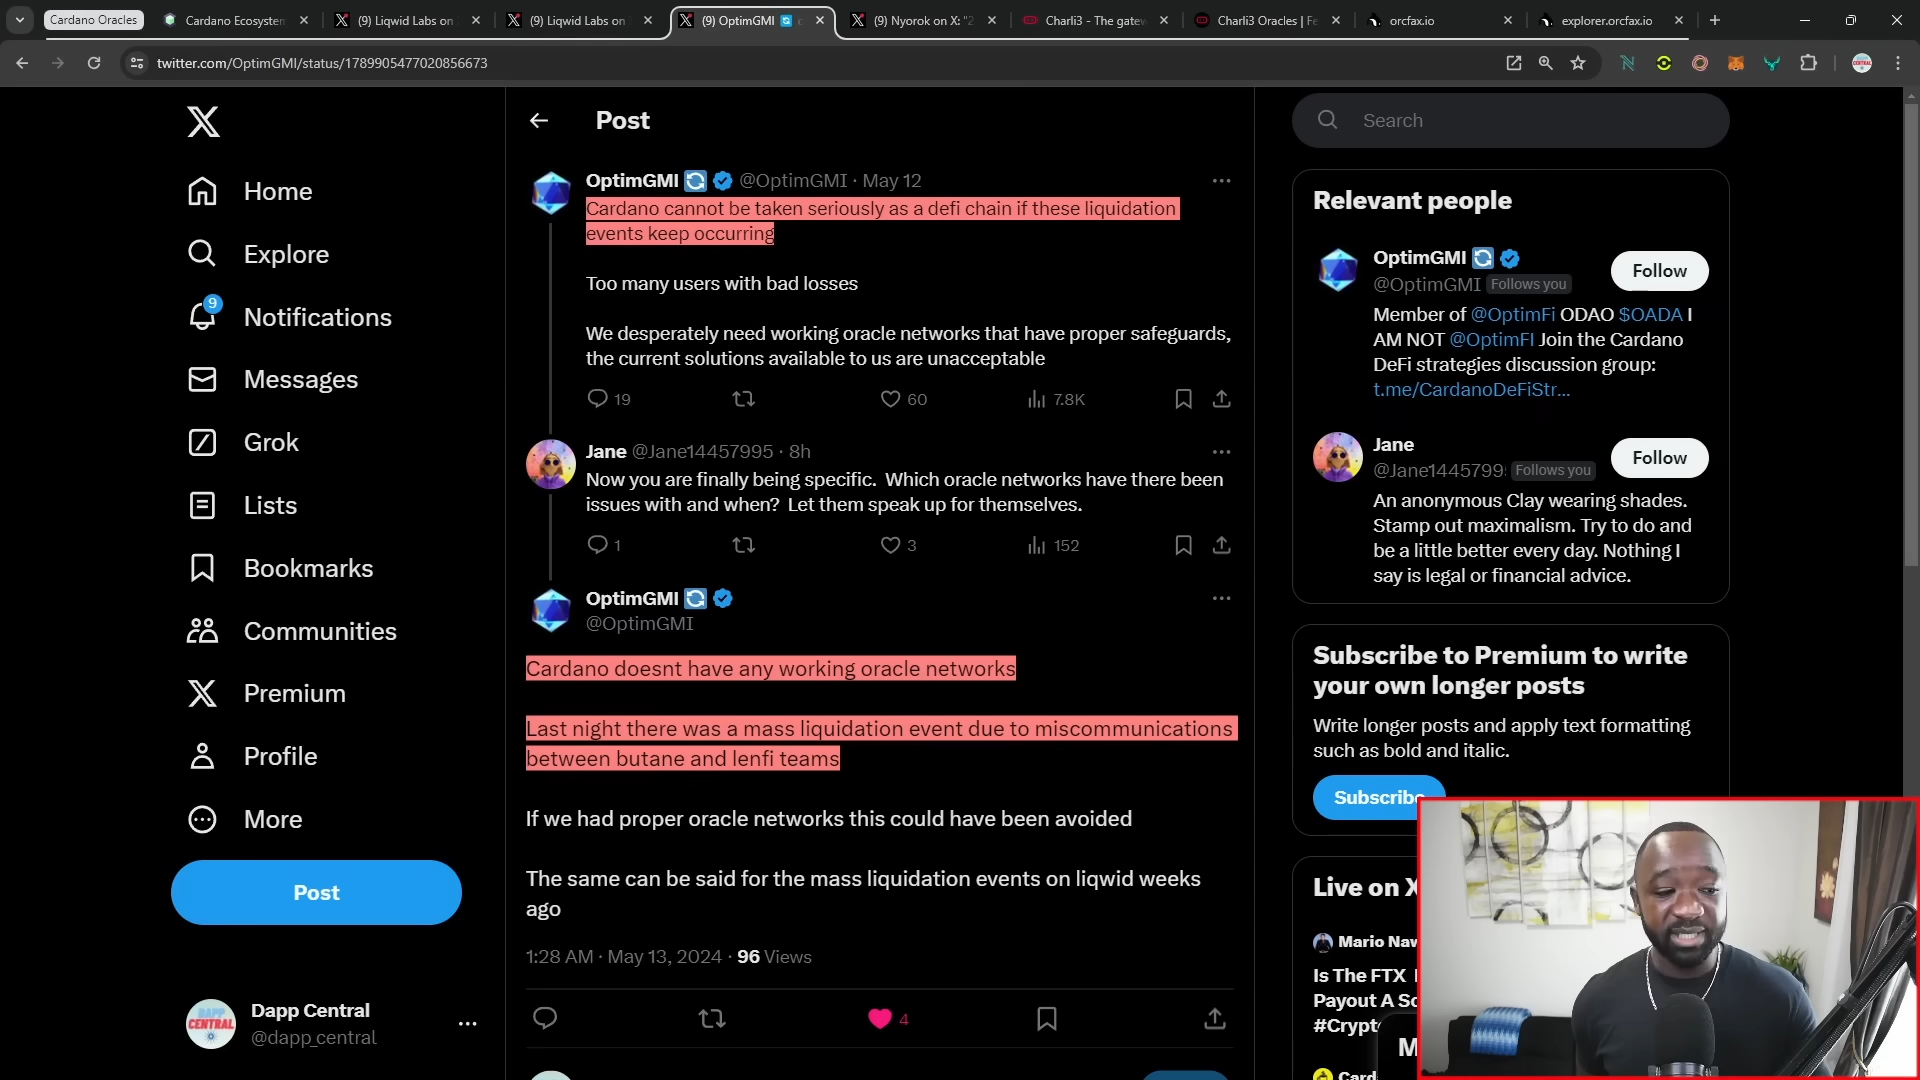 Cardano Oracles
Cardano Ecosystem
(9) Liqwid Labs on
(9) Liqwid Labs on
(9) OptimGMI
(9) Nyorok on X: "2
Charli3 - The gatew
Charli3 Oracles | Fe
orcfax.io
explorer.orcfax.io
twitter.com/OptimGMI/status/1789905477020856673
Home
Explore
9
Notifications
Messages
Grok
Lists
Bookmarks
Communities
Premium
Profile
More
Post
Dapp Central
@dapp_central
Post
OptimGMI @OptimGMI · May 12
Cardano cannot be taken seriously as a defi chain if these liquidation
events keep occurring
Too many users with bad losses
We desperately need working oracle networks that have proper safeguards,
the current solutions available to us are unacceptable
19 60 7.8K
Jane @Jane14457995 · 8h
Now you are finally being specific. Which oracle networks have there been
issues with and when? Let them speak up for themselves.
1 3 152
OptimGMI
@OptimGMI
Cardano doesnt have any working oracle networks
Last night there was a mass liquidation event due to miscommunications
between butane and lenfi teams
If we had proper oracle networks this could have been avoided
The same can be said for the mass liquidation events on liqwid weeks
ago
1:28 AM · May 13, 2024 · 96 Views
4
Search
Relevant people
OptimGMI
@OptimGMI Follows you
Follow
Member of @OptimFi ODAO $OADA I
AM NOT @OptimFI Join the Cardano
DeFi strategies discussion group:
t.me/CardanoDeFiStr...
Jane
@Jane1445799 Follows you
Follow
An anonymous Clay wearing shades.
Stamp out maximalism. Try to do and
be a little better every day. Nothing I
say is legal or financial advice.
Subscribe to Premium to write
your own longer posts
Write longer posts and apply text formatting
such as bold and italic.
Subscribe
Live on X
Mario Naw
Is The FTX
Payout A Sc
#Crypt
M
Card